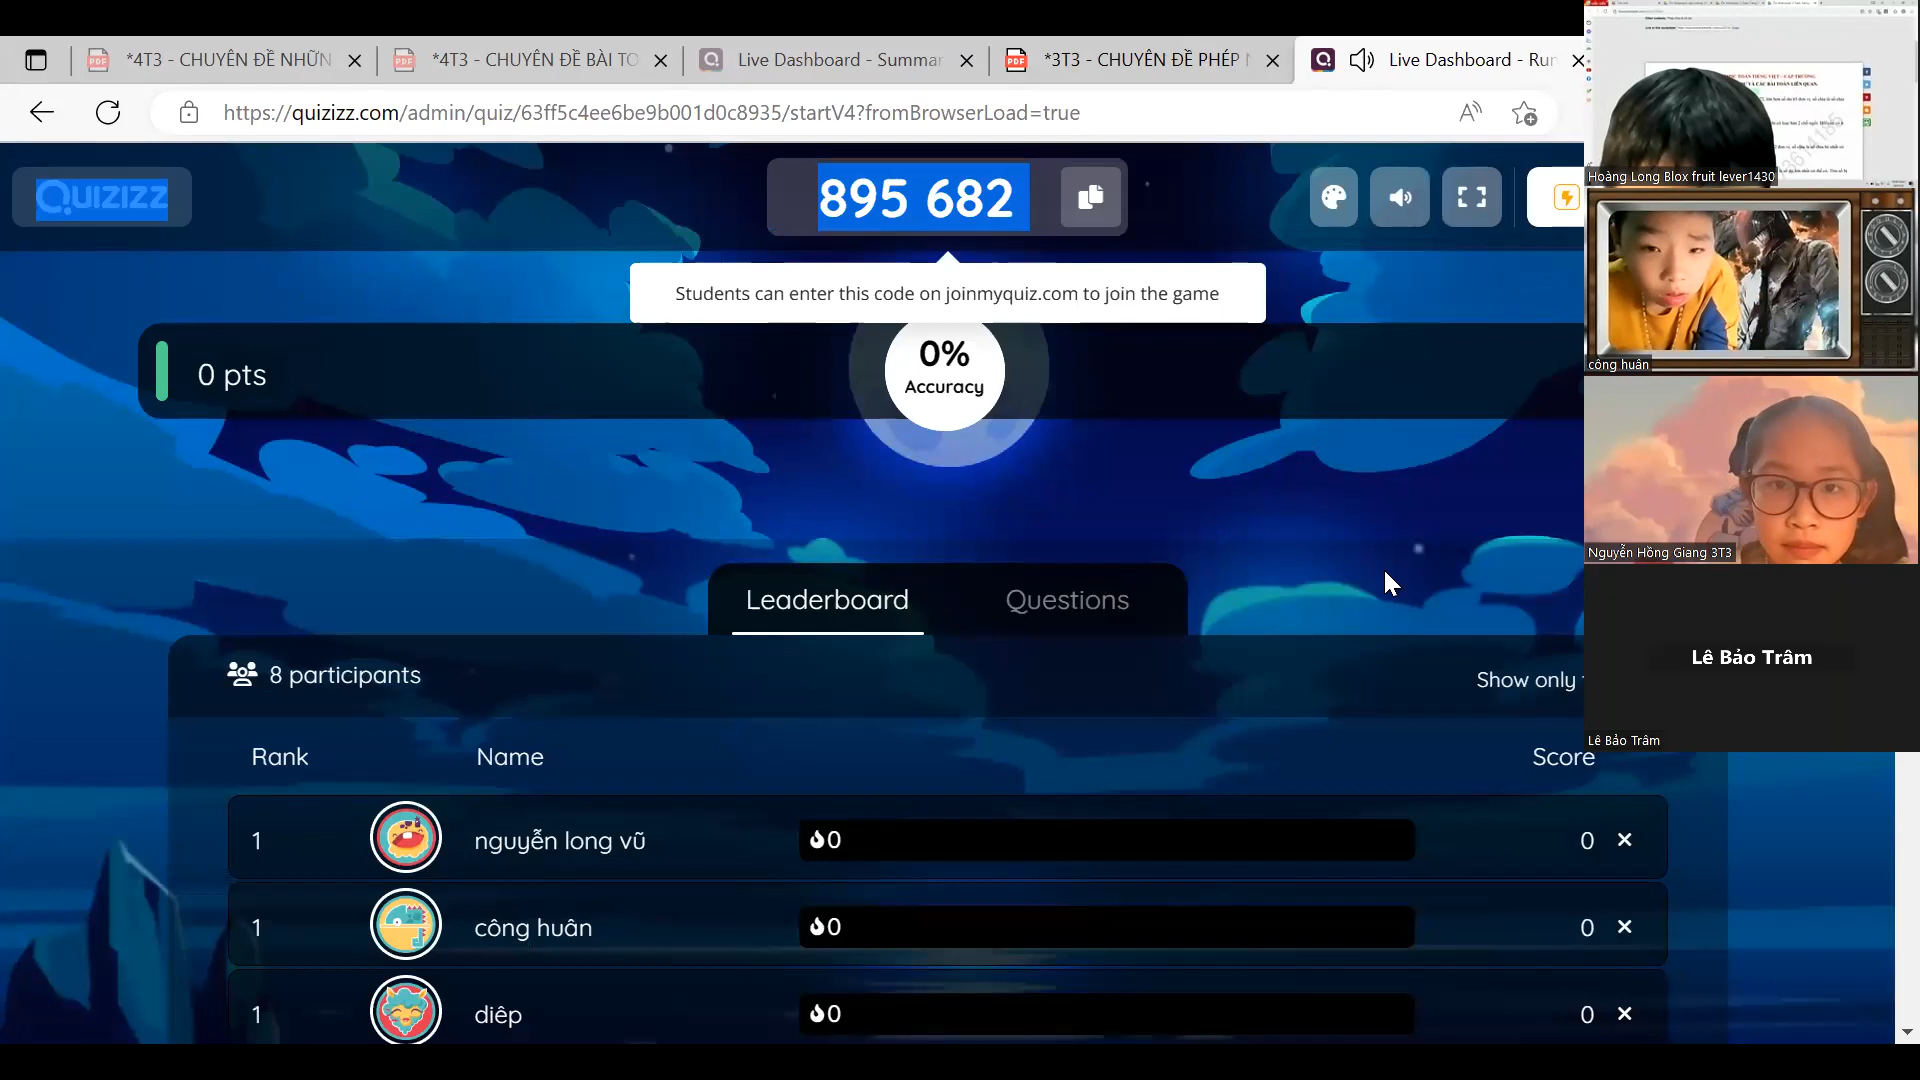 *4T3 - CHUYÊN ĐỀ NHỮN
*4T3 - CHUYÊN ĐỀ BÀI TO
Live Dashboard - Summar
*3T3 - CHUYÊN ĐỀ PHÉP
Live Dashboard - Run
https://quizizz.com/admin/quiz/63ff5c4ee6be9b001d0c8935/startV4?fromBrowserLoad=true
Quizizz
895 682
Students can enter this code on joinmyquiz.com to join the game
0 pts
0%
Accuracy
Leaderboard
Questions
8 participants
Show only
Rank
Name
Score
1
nguyễn long vũ
0
0
1
công huân
0
0
1
diêp
0
0
Hoàng Long Blox fruit lever1430
công huân
Nguyễn Hồng Giang 3T3
Lê Bảo Trâm
Lê Bảo Trâm